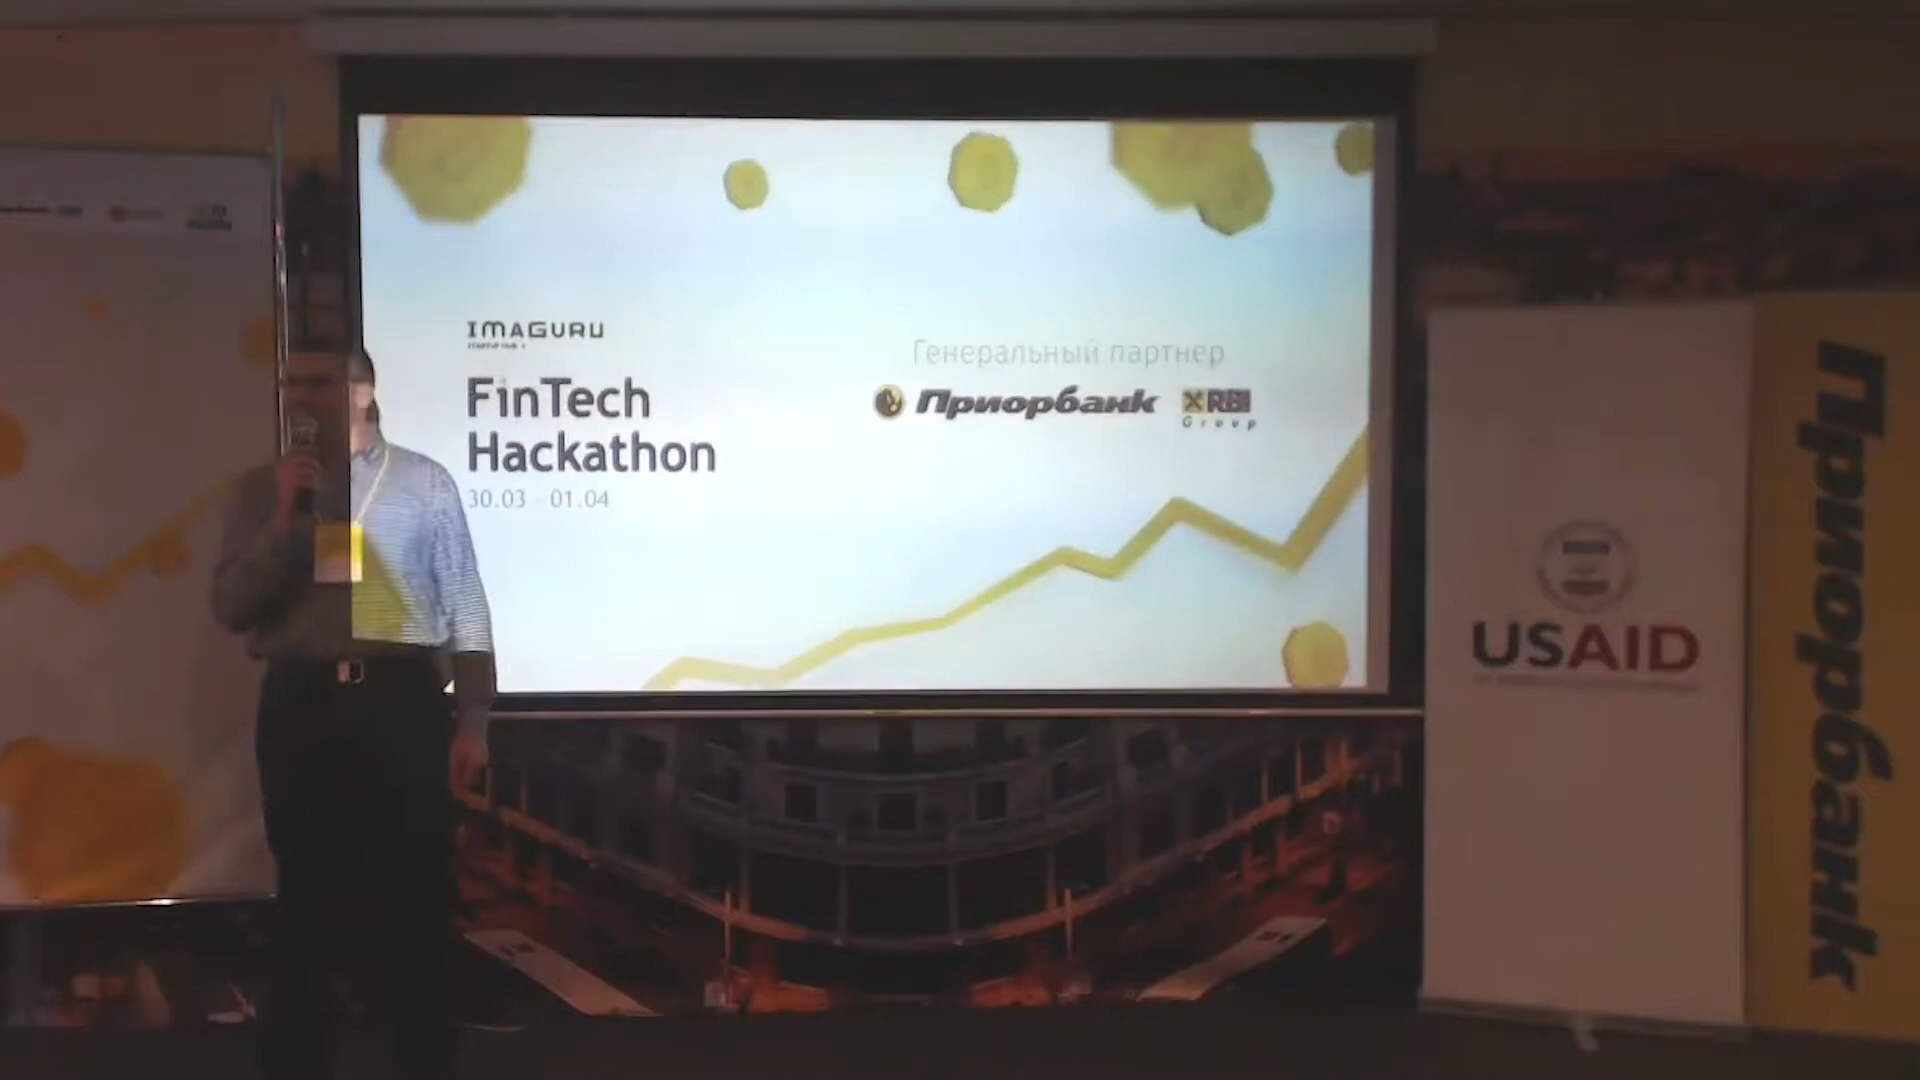 IMAGURU
FinTech
Hackathon
30.03 - 01.04
Генеральный партнер
Приорбанк
RBI
Group
USAID
Приорбанк